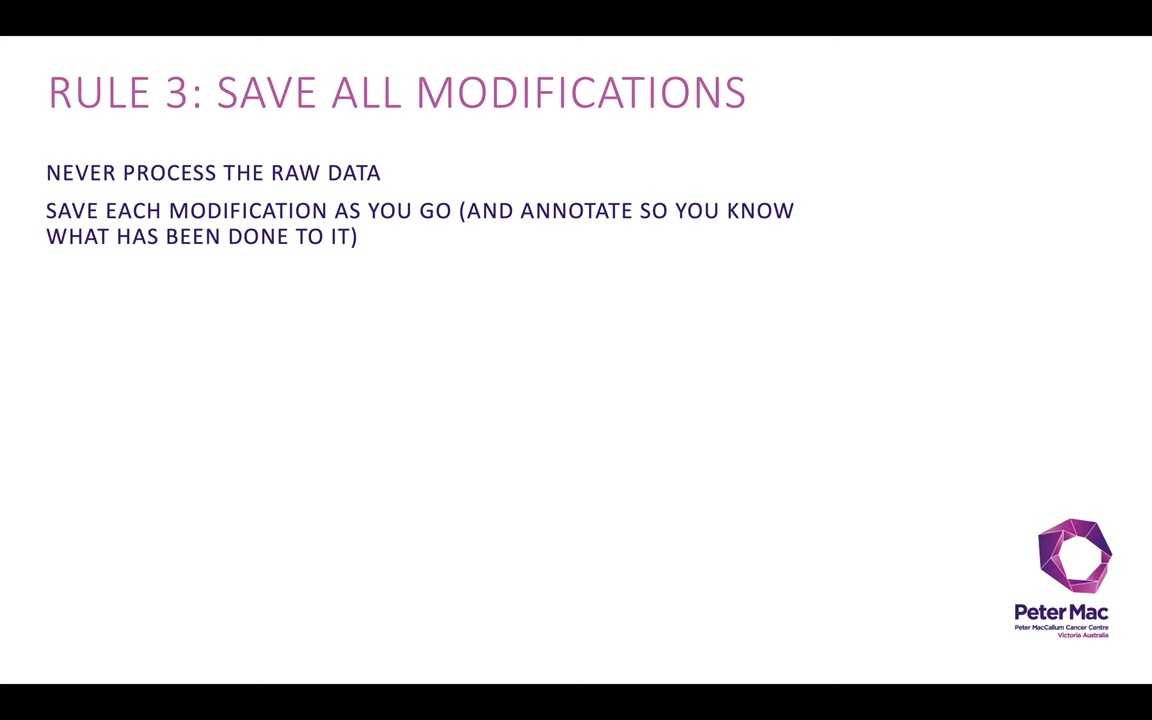 RULE 3: SAVE ALL MODIFICATIONS
NEVER PROCESS THE RAW DATA
SAVE EACH MODIFICATION AS YOU GO (AND ANNOTATE SO YOU KNOW
WHAT HAS BEEN DONE TO IT)
Peter Mac
Peter MacCallum Cancer Centre
Victoria Australia